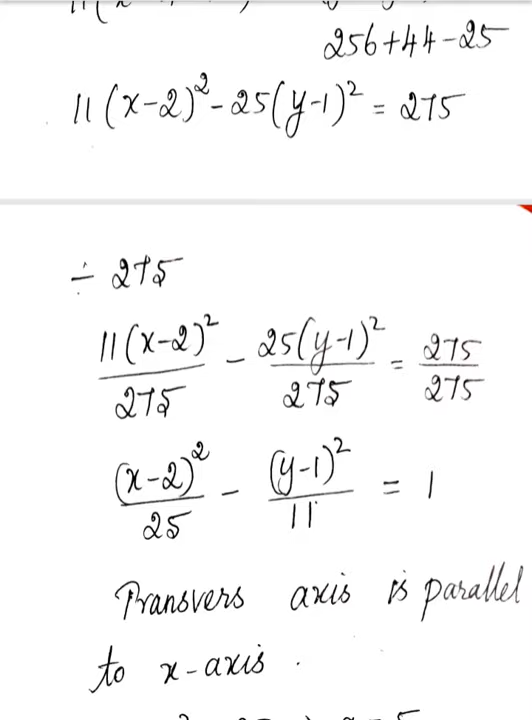 256+44-25
11(x-2)² - 25(y-1)² = 275
÷ 275
11(x-2)²/275 - 25(y-1)²/275 = 275/275
(x-2)²/25 - (y-1)²/11 = 1
Transvers axis is parallel
to x-axis.